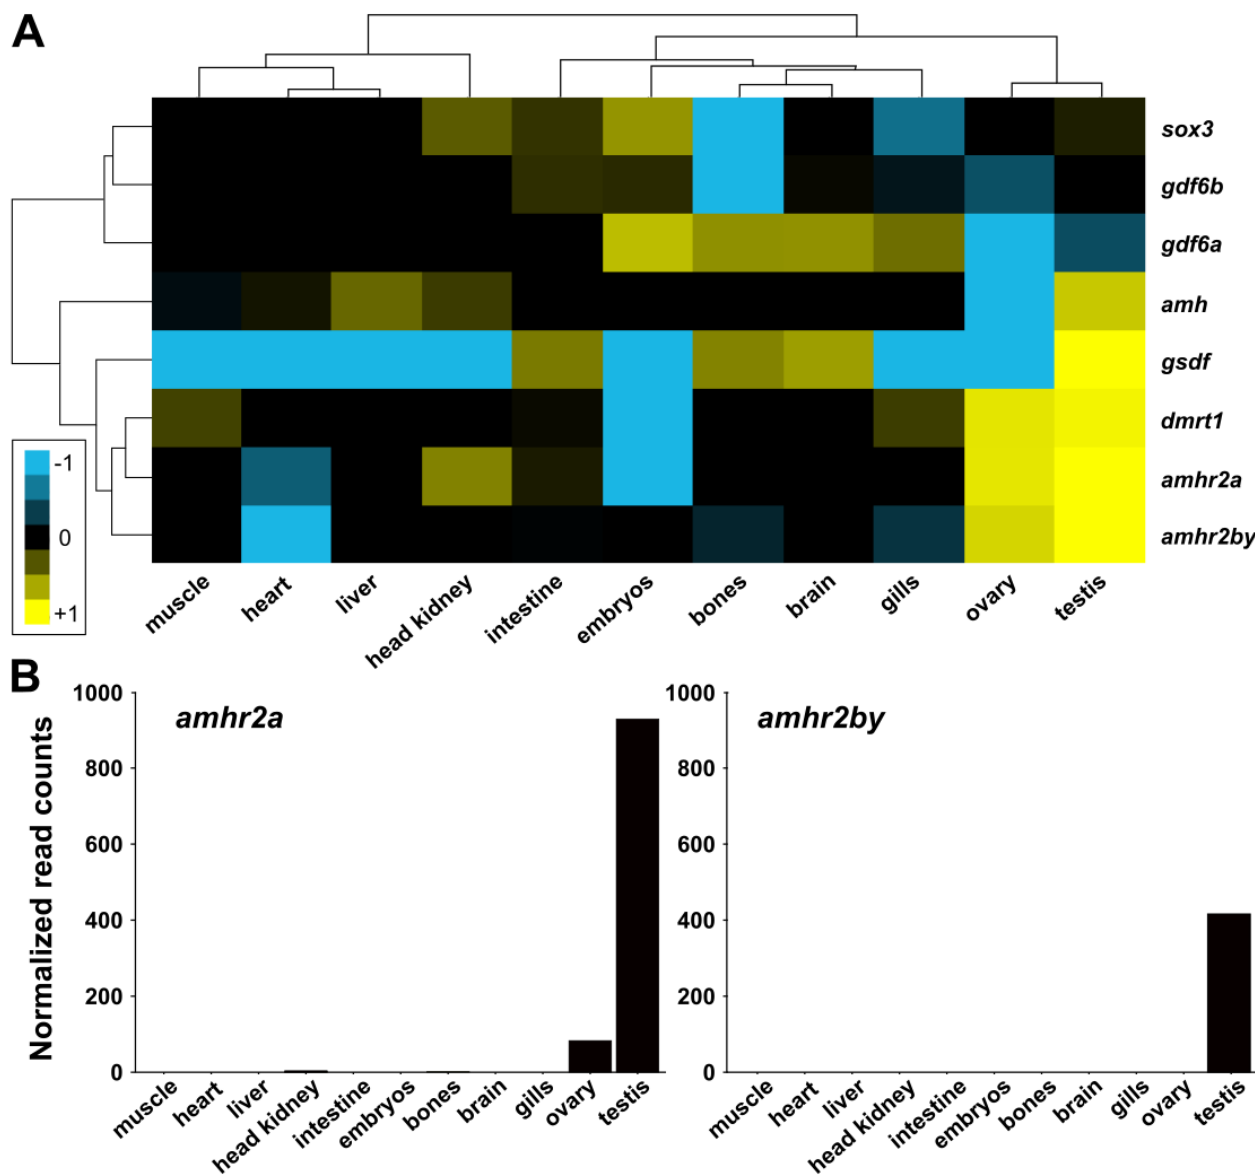 A
sox3
gdf6b
gdf6a
amh
gsdf
dmrt1
amhr2a
amhr2by
-1
0
+1
muscle heart liver head kidney intestine embryos bones brain gills ovary testis
B
Normalized read counts
amhr2a
1000
800
600
400
200
0
muscle heart liver head kidney intestine embryos bones brain gills ovary testis
amhr2by
1000
800
600
400
200
0
muscle heart liver head kidney intestine embryos bones brain gills ovary testis